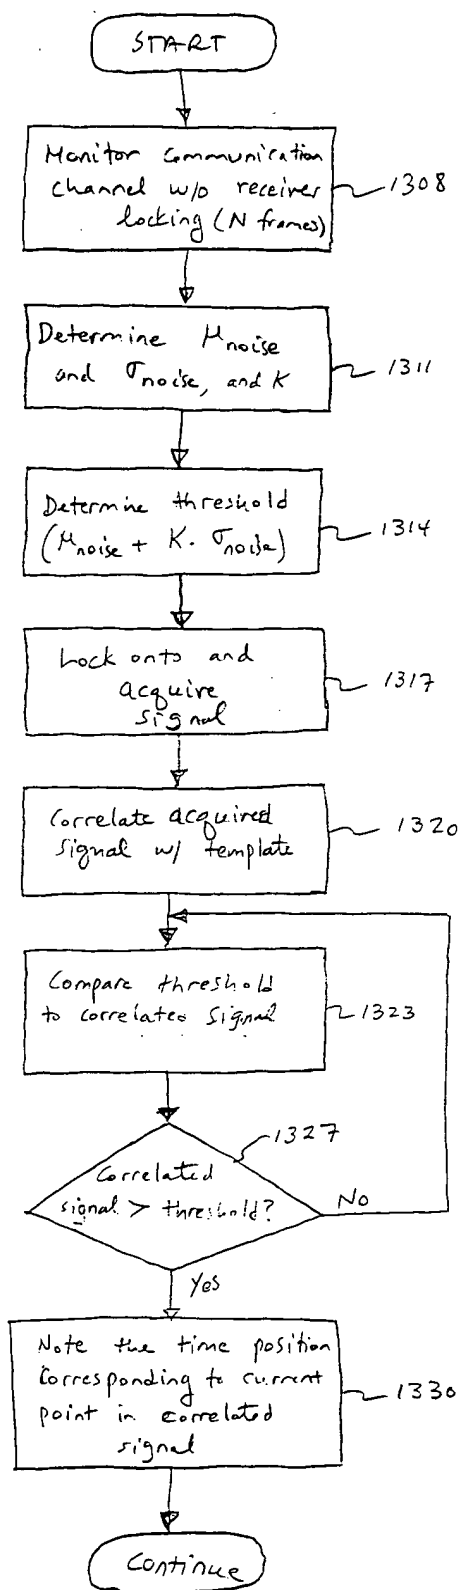 START
Monitor Communication
channel w/o receiver
locking (N frames)
1308
Determine μnoise
and σnoise, and K
1311
Determine threshold
(μnoise + K · σnoise)
1314
Lock onto and
acquire
signal
1317
Correlate acquired
signal w/ template
1320
Compare threshold
to correlated signal
1323
1327
Correlated
signal > threshold?
No
Yes
Note the time position
corresponding to current
point in correlated
signal
1330
Continue